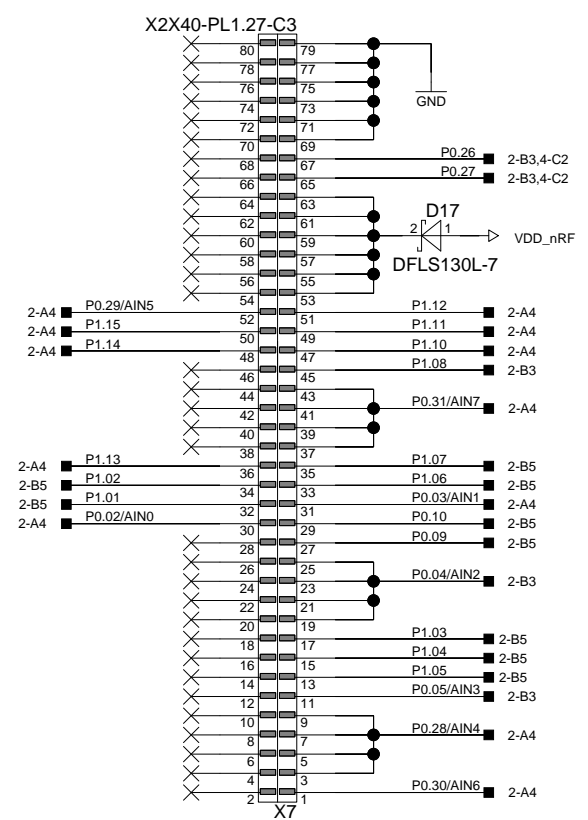 X2X40-PL1.27-C3
80 79
GND
78 77
76 75
74 73
72 71
70 69
P0.26 2-B3,4-C2
68 67
P0.27 2-B3,4-C2
66 65
64 63
62 61
D17
2 1
VDD_nRF
60 59
DFLS130L-7
58 57
56 55
54 53
2-A4 P0.29/AIN5 P1.12 2-A4
52 51
2-A4 P1.15 P1.11 2-A4
50 49
2-A4 P1.14 P1.10 2-A4
48 47
P1.08 2-B3
46 45
44 43
P0.31/AIN7 2-A4
42 41
40 39
38 37
2-A4 P1.13 P1.07 2-B5
36 35
2-B5 P1.02 P1.06 2-B5
34 33
2-B5 P1.01 P0.03/AIN1 2-A4
32 31
2-A4 P0.02/AIN0 P0.10 2-B5
30 29
P0.09 2-B5
28 27
26 25
P0.04/AIN2 2-B3
24 23
22 21
20 19
P1.03 2-B5
18 17
P1.04 2-B5
16 15
P1.05 2-B5
14 13
P0.05/AIN3 2-B3
12 11
10 9
P0.28/AIN4 2-A4
8 7
6 5
4 3
P0.30/AIN6 2-A4
2 1
X7